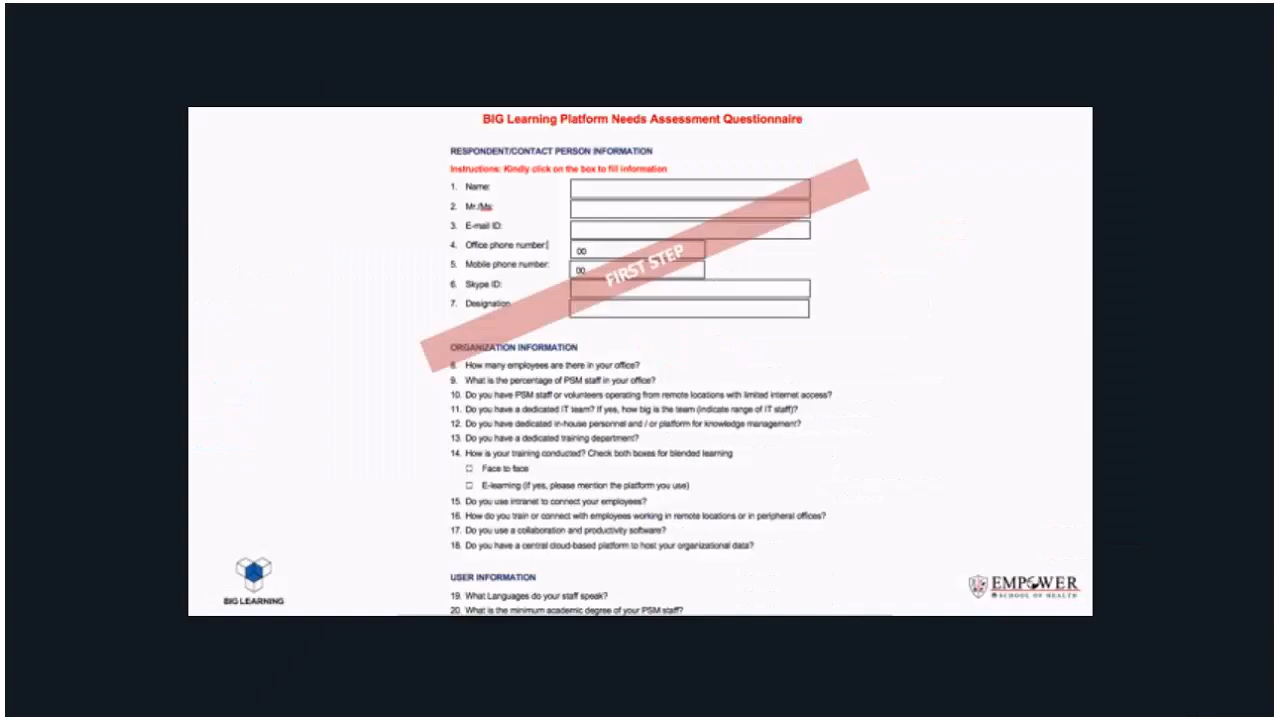 BIG Learning Platform Needs Assessment Questionnaire
RESPONDENT/CONTACT PERSON INFORMATION
Instructions: Kindly click on the box to fill information
1. Name:
2. Mr./Ms:
3. E-mail ID:
4. Office phone number:
00
5. Mobile phone number:
00
FIRST STEP
6. Skype ID:
7. Designation
ORGANIZATION INFORMATION
8. How many employees are there in your office?
9. What is the percentage of PSM staff in your office?
10. Do you have PSM staff or volunteers operating from remote locations with limited internet access?
11. Do you have a dedicated IT team? If yes, how big is the team (indicate range of IT staff)?
12. Do you have dedicated in-house personnel and / or platform for knowledge management?
13. Do you have a dedicated training department?
14. How is your training conducted? Check both boxes for blended learning
Face to face
E-learning (if yes, please mention the platform you use)
15. Do you use intranet to connect your employees?
16. How do you train or connect with employees working in remote locations or in peripheral offices?
17. Do you use a collaboration and productivity software?
18. Do you have a central cloud-based platform to host your organizational data?
USER INFORMATION
19. What Languages do your staff speak?
20. What is the minimum academic degree of your PSM staff?
BIG LEARNING
EMPOWER
SCHOOL OF HEALTH